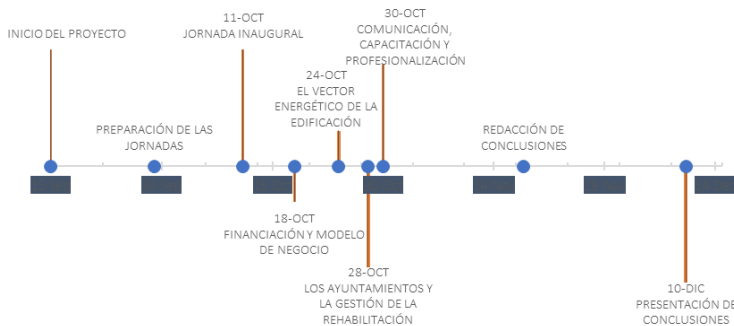 INICIO DEL PROYECTO
PREPARACIÓN DE LAS
JORNADAS
11-OCT
JORNADA INAUGURAL
18-OCT
FINANCIACIÓN Y MODELO
DE NEGOCIO
24-OCT
EL VECTOR
ENERGÉTICO DE LA
EDIFICACIÓN
28-OCT
LOS AYUNTAMIENTOS Y
LA GESTIÓN DE LA
REHABILITACIÓN
30-OCT
COMUNICACIÓN,
CAPACITACIÓN Y
PROFESIONALIZACIÓN
REDACCIÓN DE
CONCLUSIONES
10-DIC
PRESENTACIÓN DE
CONCLUSIONES